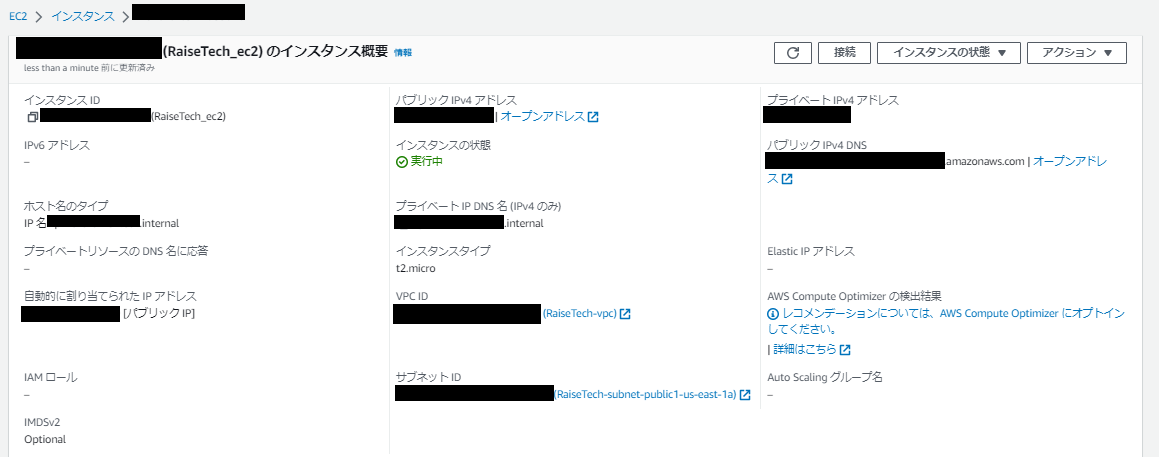 EC2 > インスタンス >
(RaiseTech_ec2) のインスタンス概要 情報
less than a minute 前に更新済み
接続
インスタンスの状態 ▼
アクション ▼
インスタンス ID
(RaiseTech_ec2)
パブリック IPv4 アドレス
| オープンアドレス
プライベート IPv4 アドレス
IPv6 アドレス
–
インスタンスの状態
実行中
パブリック IPv4 DNS
.amazonaws.com | オープンアドレ
ス
ホスト名のタイプ
IP 名 .internal
プライベート IP DNS 名 (IPv4 のみ)
.internal
プライベートリソースの DNS 名に応答
–
インスタンスタイプ
t2.micro
Elastic IP アドレス
–
自動的に割り当てられた IP アドレス
[パブリック IP]
VPC ID
(RaiseTech-vpc)
AWS Compute Optimizer の検出結果
レコメンデーションについては、AWS Compute Optimizer にオプトイン
してください。
| 詳細はこちら
IAM ロール
–
サブネット ID
(RaiseTech-subnet-public1-us-east-1a)
Auto Scaling グループ名
–
IMDSv2
Optional